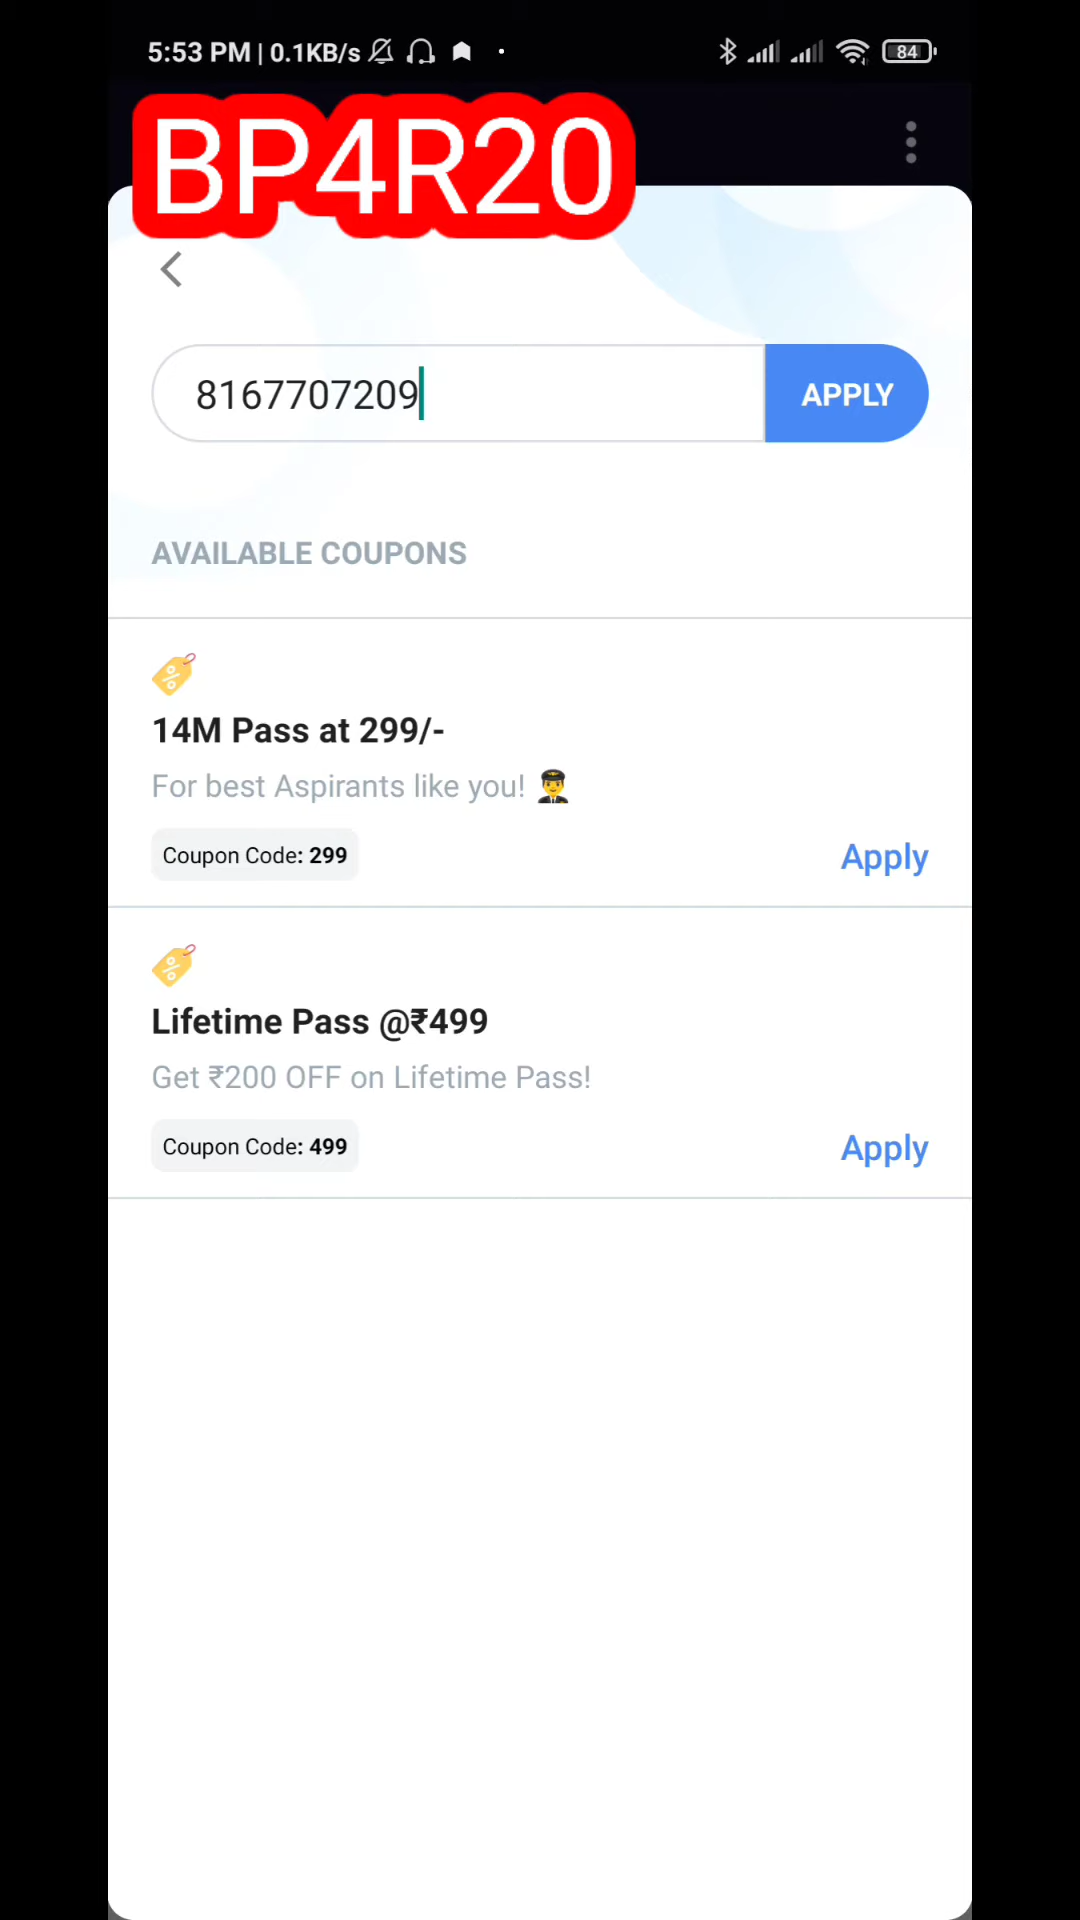 5:53 PM | 0.1KB/s
84
BP4R20
8167707209
APPLY
AVAILABLE COUPONS
14M Pass at 299/-
For best Aspirants like you! 👨‍✈️
Coupon Code: 299
Apply
Lifetime Pass @₹499
Get ₹200 OFF on Lifetime Pass!
Coupon Code: 499
Apply